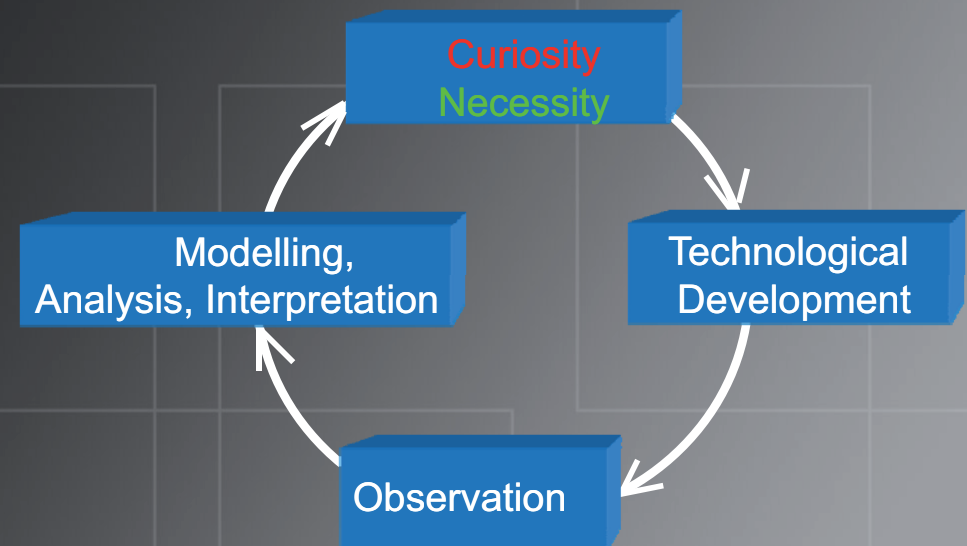 Curiosity
Necessity
Technological
Development
Observation
Modelling,
Analysis, Interpretation